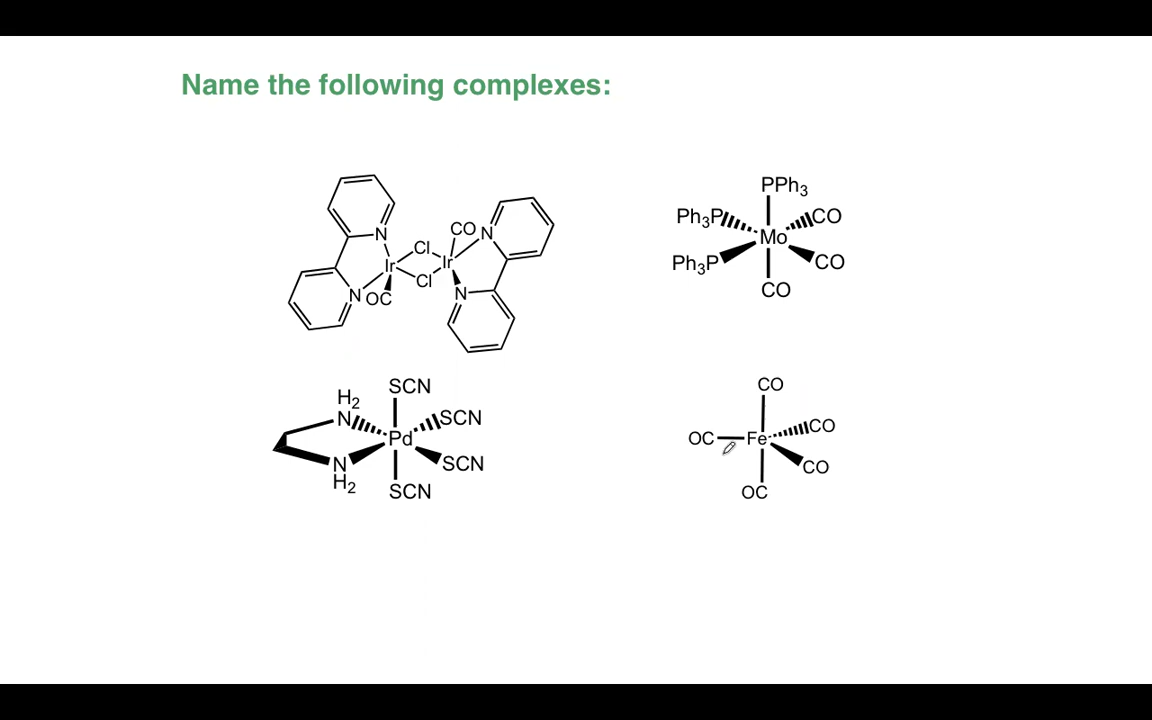 Name the following complexes:
N
N
Ir
OC
Cl
Cl
CO
Ir
N
N
PPh3
Ph3P
CO
Mo
Ph3P
CO
CO
SCN
H2
N
SCN
Pd
N
H2
SCN
SCN
CO
OC
Fe
CO
CO
OC